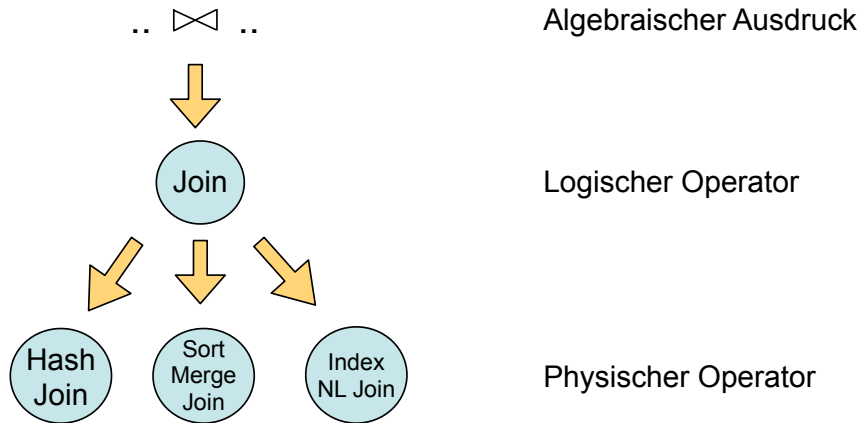 .. ⋈ .. Algebraischer Ausdruck
Join Logischer Operator
Hash
Join
Sort
Merge
Join
Index
NL Join
Physischer Operator